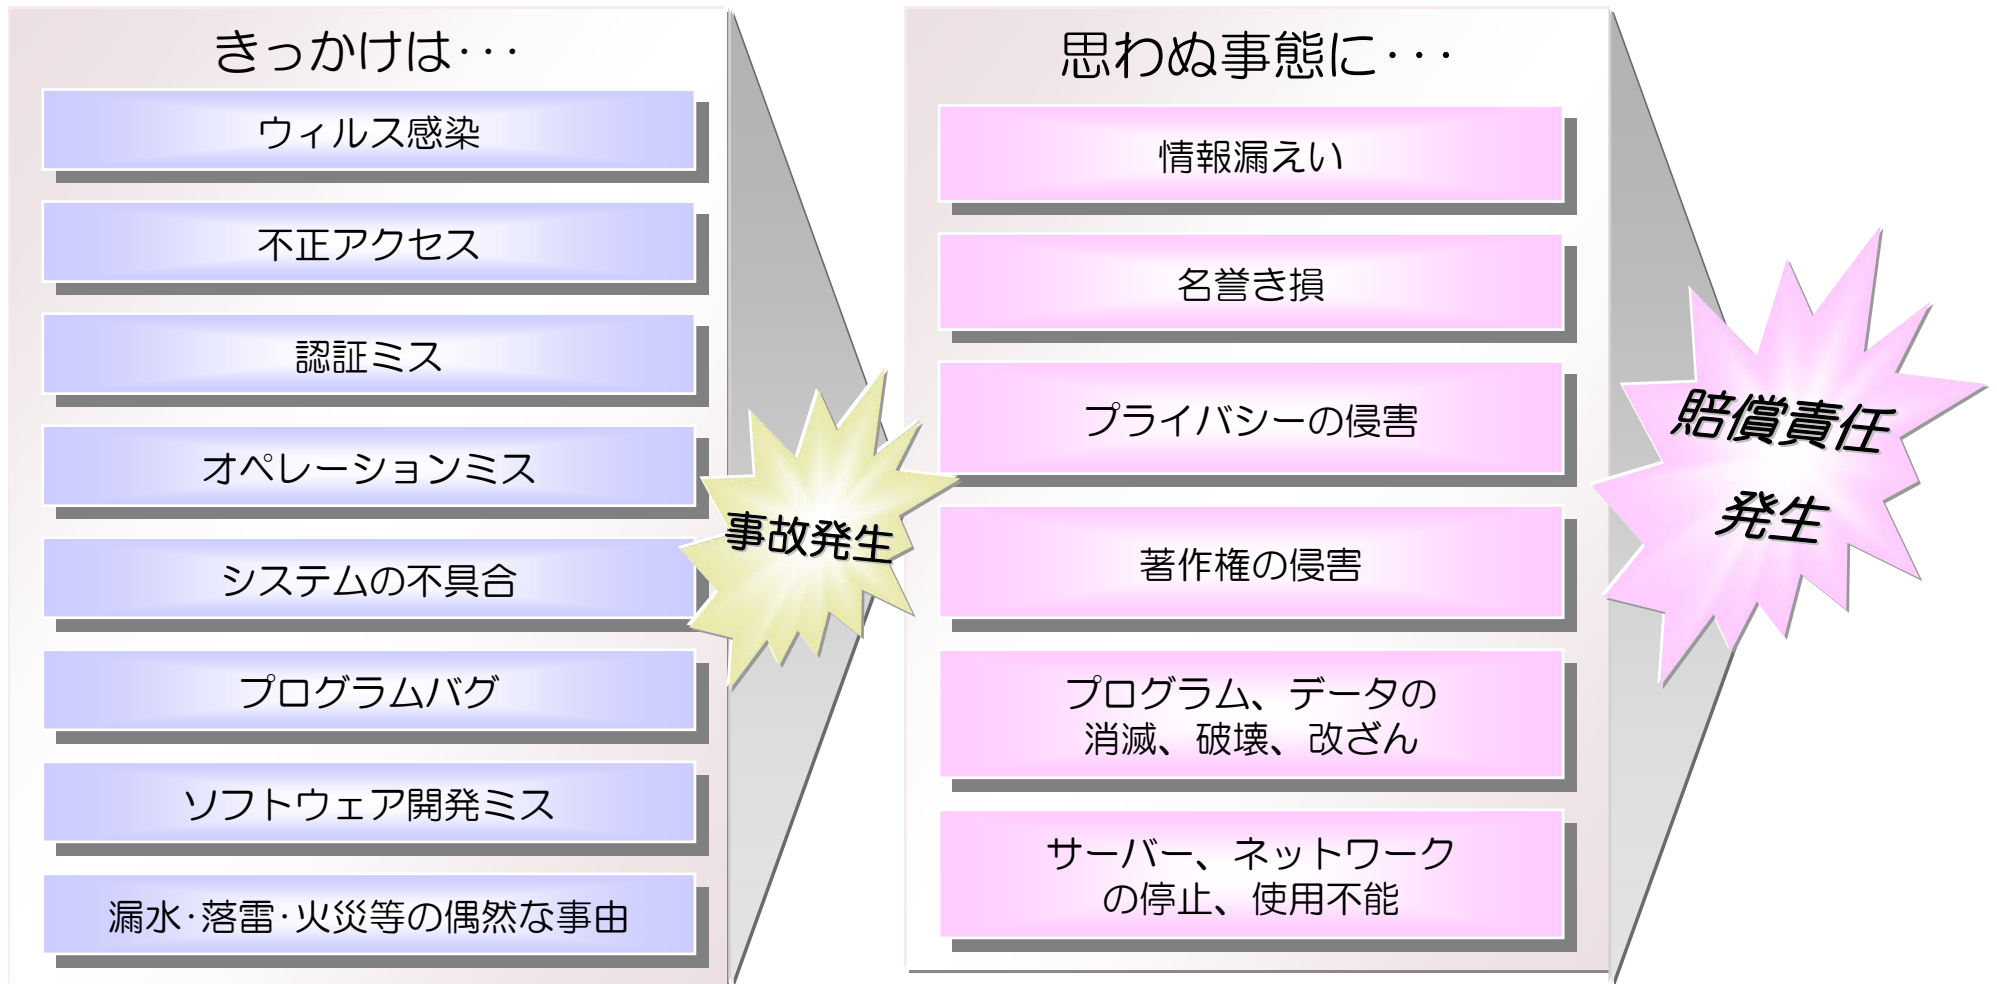 きっかけは･･･
ウィルス感染
不正アクセス
認証ミス
オペレーションミス
システムの不具合
プログラムバグ
ソフトウェア開発ミス
漏水･落雷･火災等の偶然な事由
事故発生
思わぬ事態に･･･
情報漏えい
名誉き損
プライバシーの侵害
著作権の侵害
プログラム、データの
消滅、破壊、改ざん
サーバー、ネットワーク
の停止、使用不能
賠償責任
発生